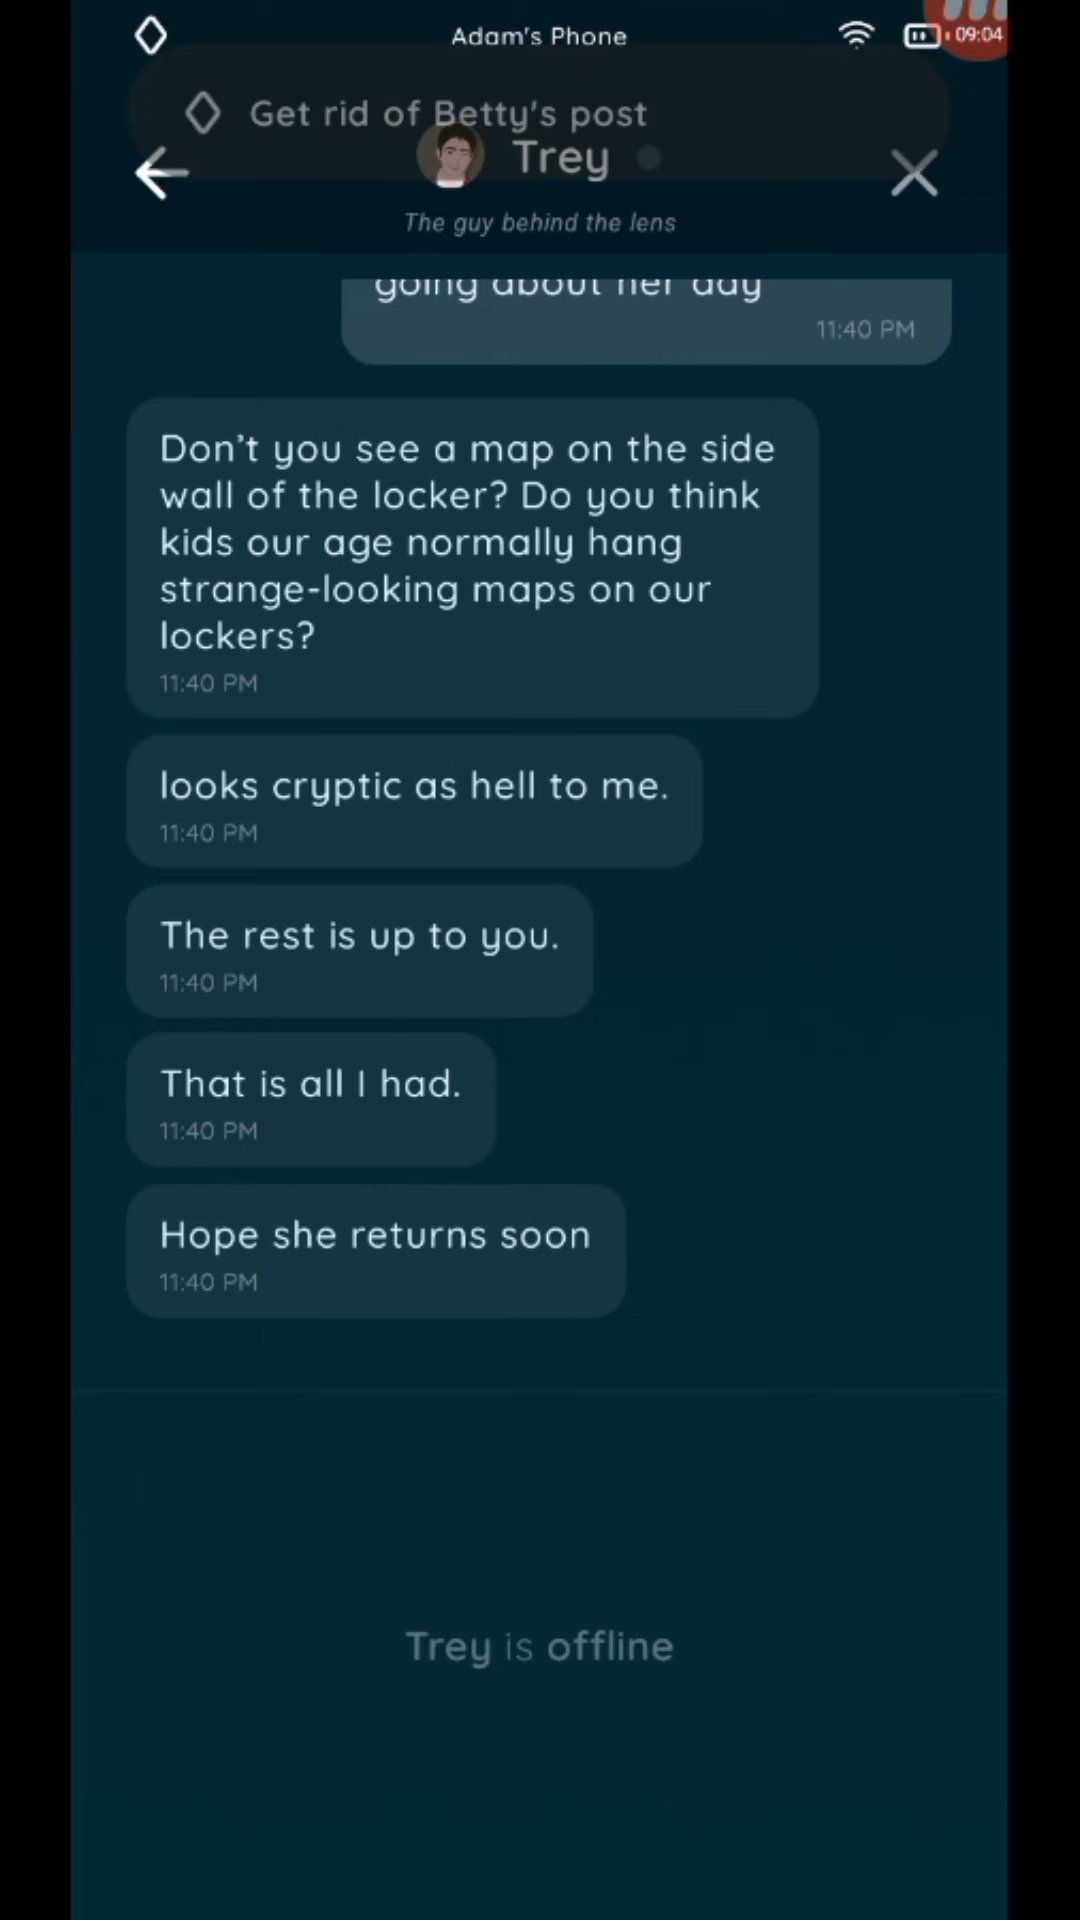 Adam's Phone
09:04
Get rid of Betty's post
Trey
The guy behind the lens
going about her day
11:40 PM
Don't you see a map on the side
wall of the locker? Do you think
kids our age normally hang
strange-looking maps on our
lockers?
11:40 PM
looks cryptic as hell to me.
11:40 PM
The rest is up to you.
11:40 PM
That is all I had.
11:40 PM
Hope she returns soon
11:40 PM
Trey is offline